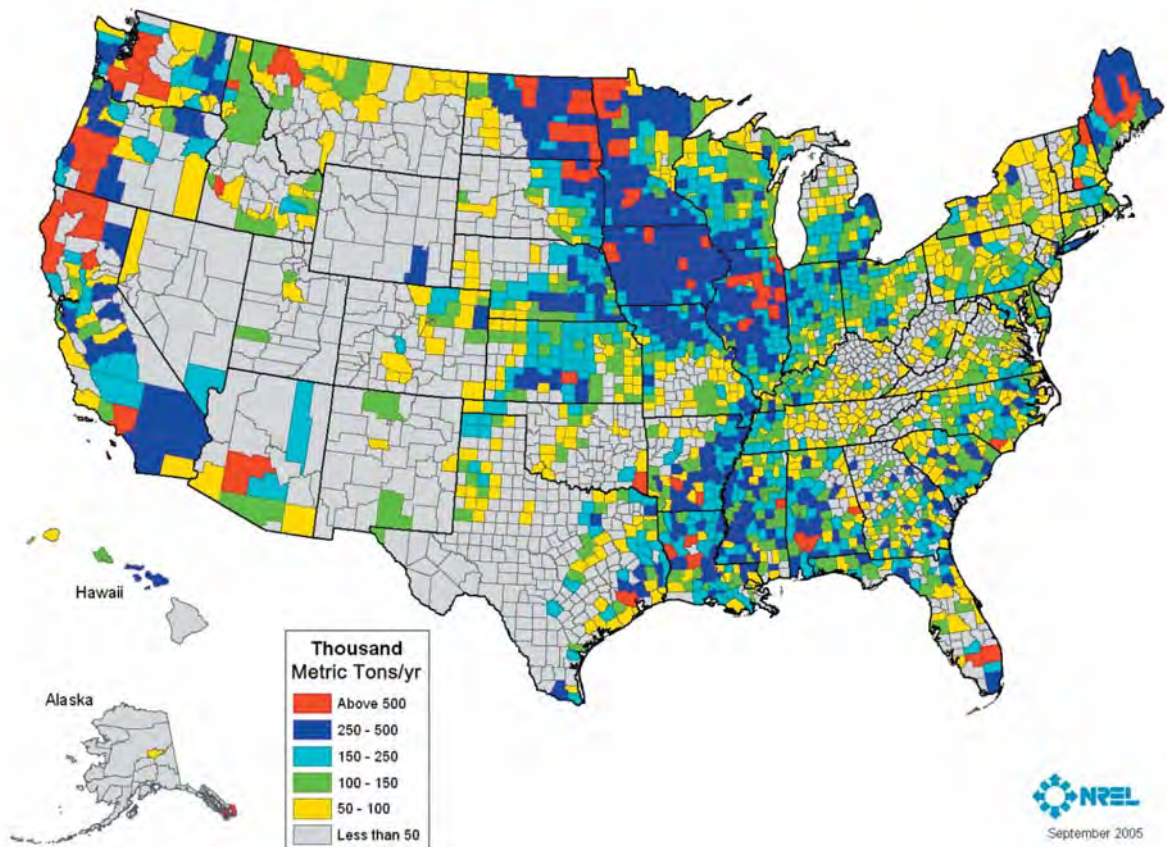 Hawaii
Alaska
Thousand
Metric Tons/yr
Above 500
250 - 500
150 - 250
100 - 150
50 - 100
Less than 50
NREL
September 2005